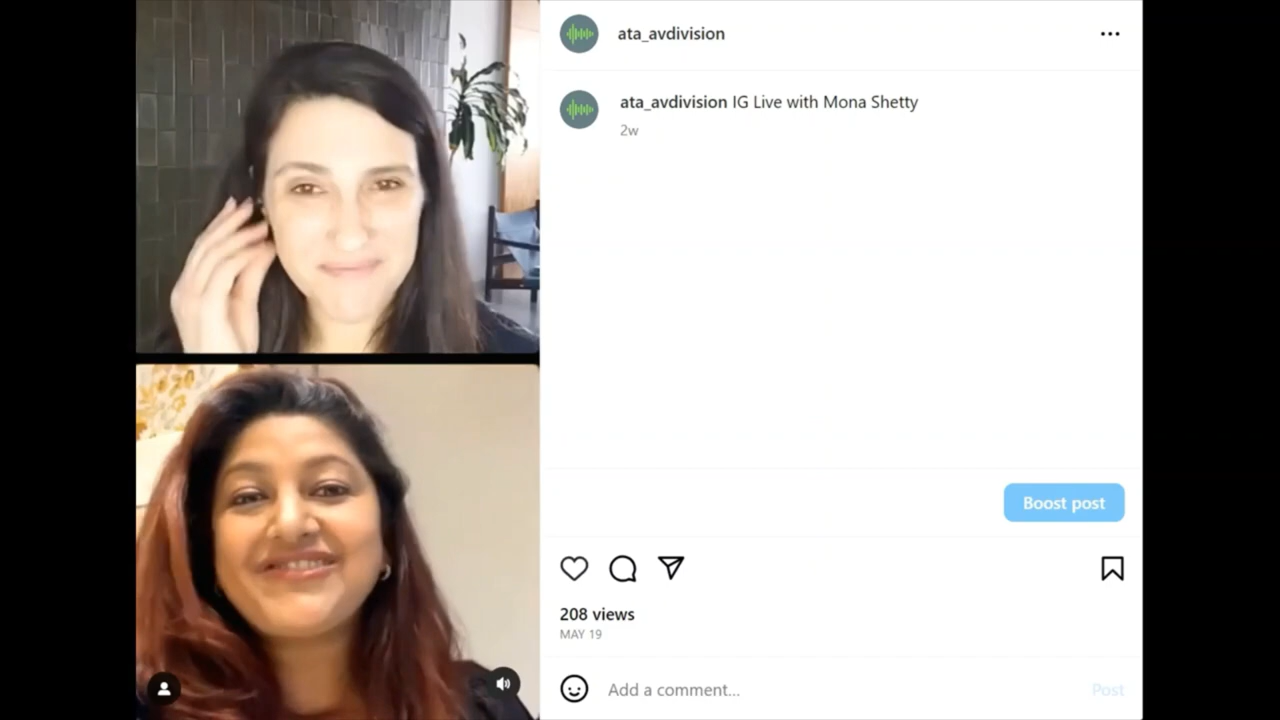 ata_avdivision
ata_avdivision IG Live with Mona Shetty
2w
Boost post
208 views
MAY 19
Add a comment...
Post